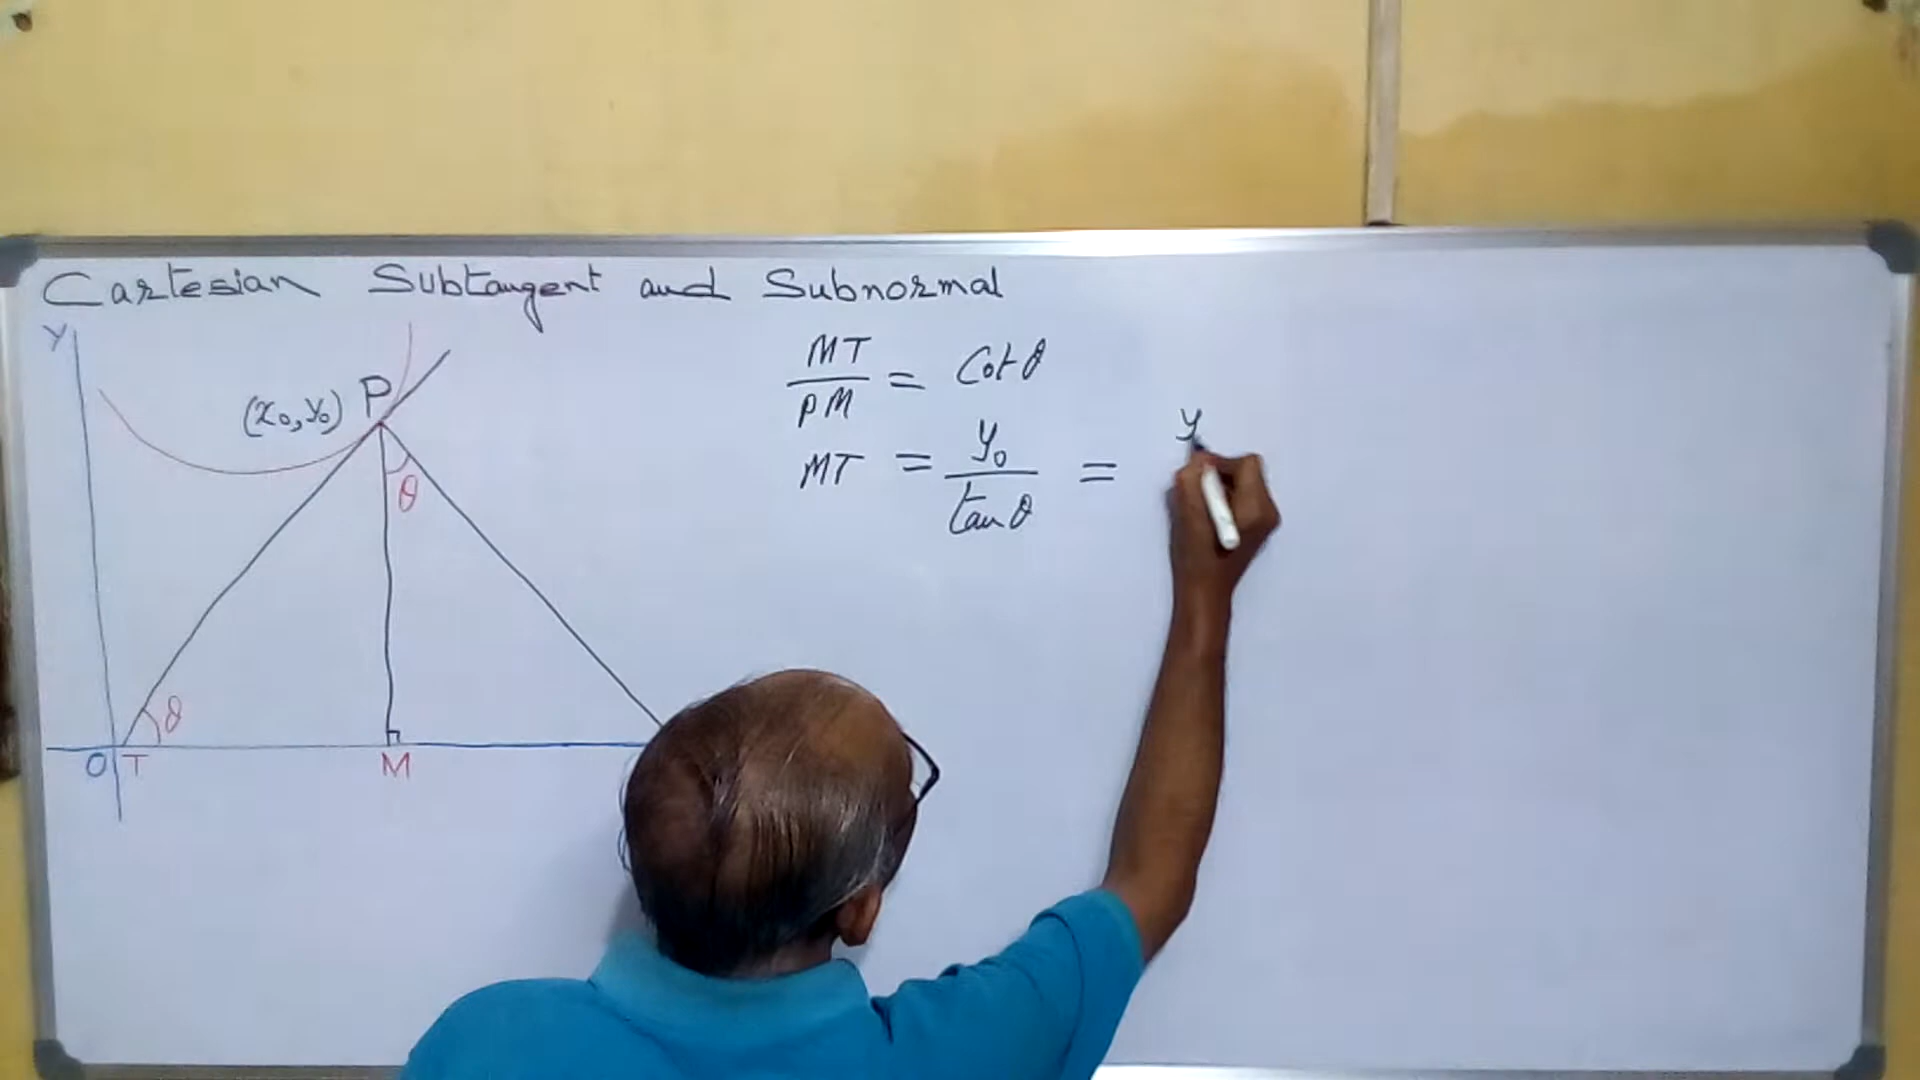 Cartesian Subtangent and Subnormal
Y
P
(x₀, y₀)
θ
θ
O T M
MT/PM = Cot θ
MT = y₀/tan θ = y